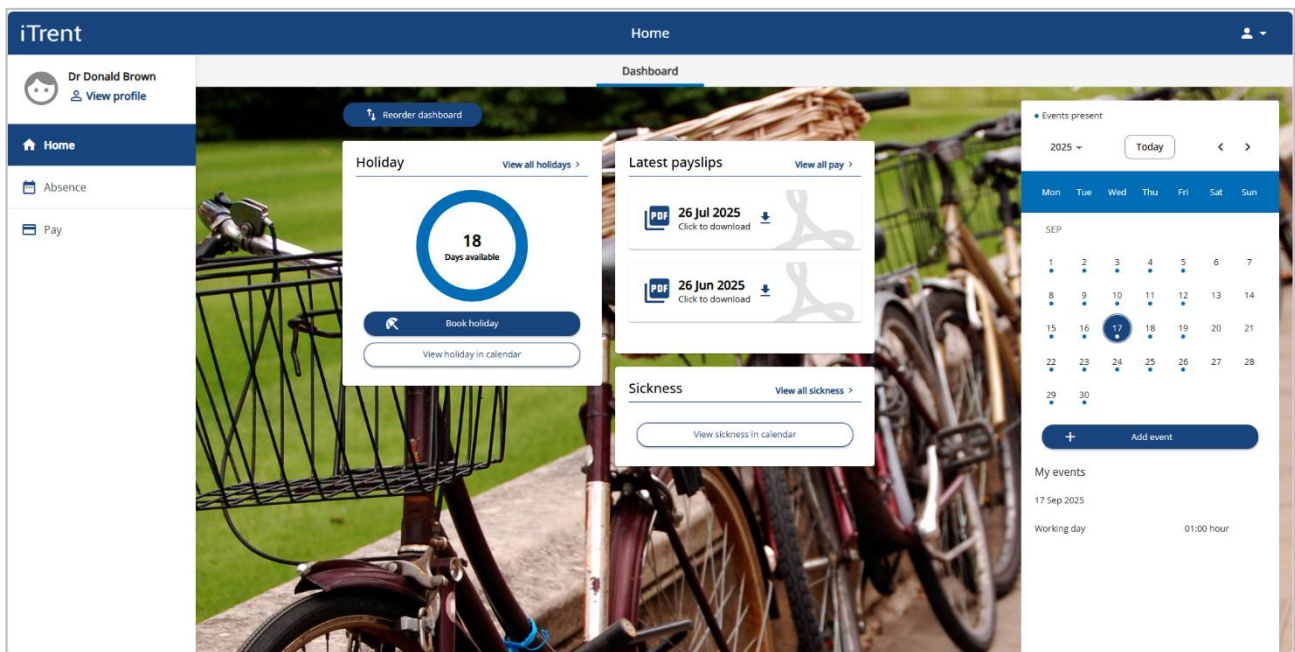 iTrent
Home
Dr Donald Brown
View profile
Home
Absence
Pay
Dashboard
Reorder dashboard
Holiday
View all holidays >
18
Days available
Book holiday
View holiday in calendar
Latest payslips
View all pay >
PDF
26 Jul 2025
Click to download
PDF
26 Jun 2025
Click to download
Sickness
View all sickness >
View sickness in calendar
Events present
2025
Today
< >
Mon Tue Wed Thu Fri Sat Sun
SEP
1 2 3 4 5 6 7
8 9 10 11 12 13 14
15 16 17 18 19 20 21
22 23 24 25 26 27 28
29 30
+ Add event
My events
17 Sep 2025
Working day 01:00 hour